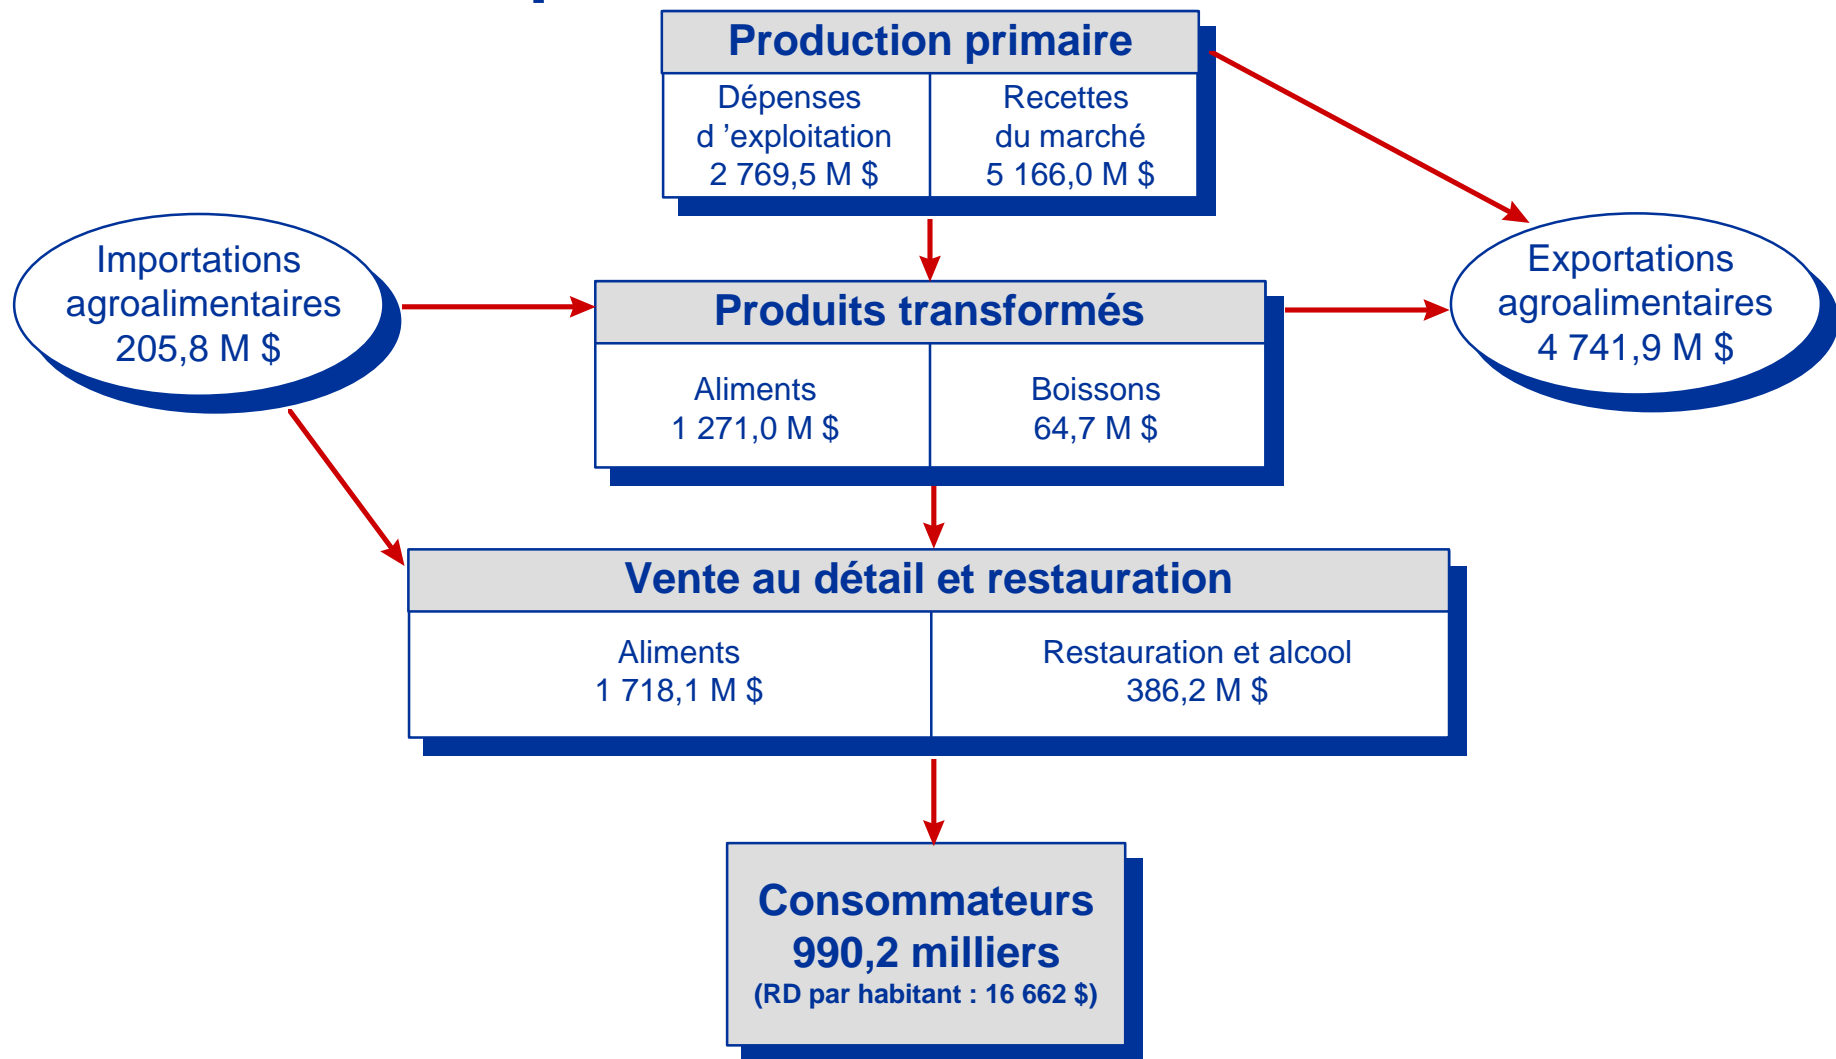 Production primaire
Dépenses
d ’exploitation
2 769,5 M $
Recettes
du marché
5 166,0 M $
Importations
agroalimentaires
205,8 M $
Exportations
agroalimentaires
4 741,9 M $
Produits transformés
Aliments
1 271,0 M $
Boissons
64,7 M $
Vente au détail et restauration
Aliments
1 718,1 M $
Restauration et alcool
386,2 M $
Consommateurs
990,2 milliers
(RD par habitant : 16 662 $)